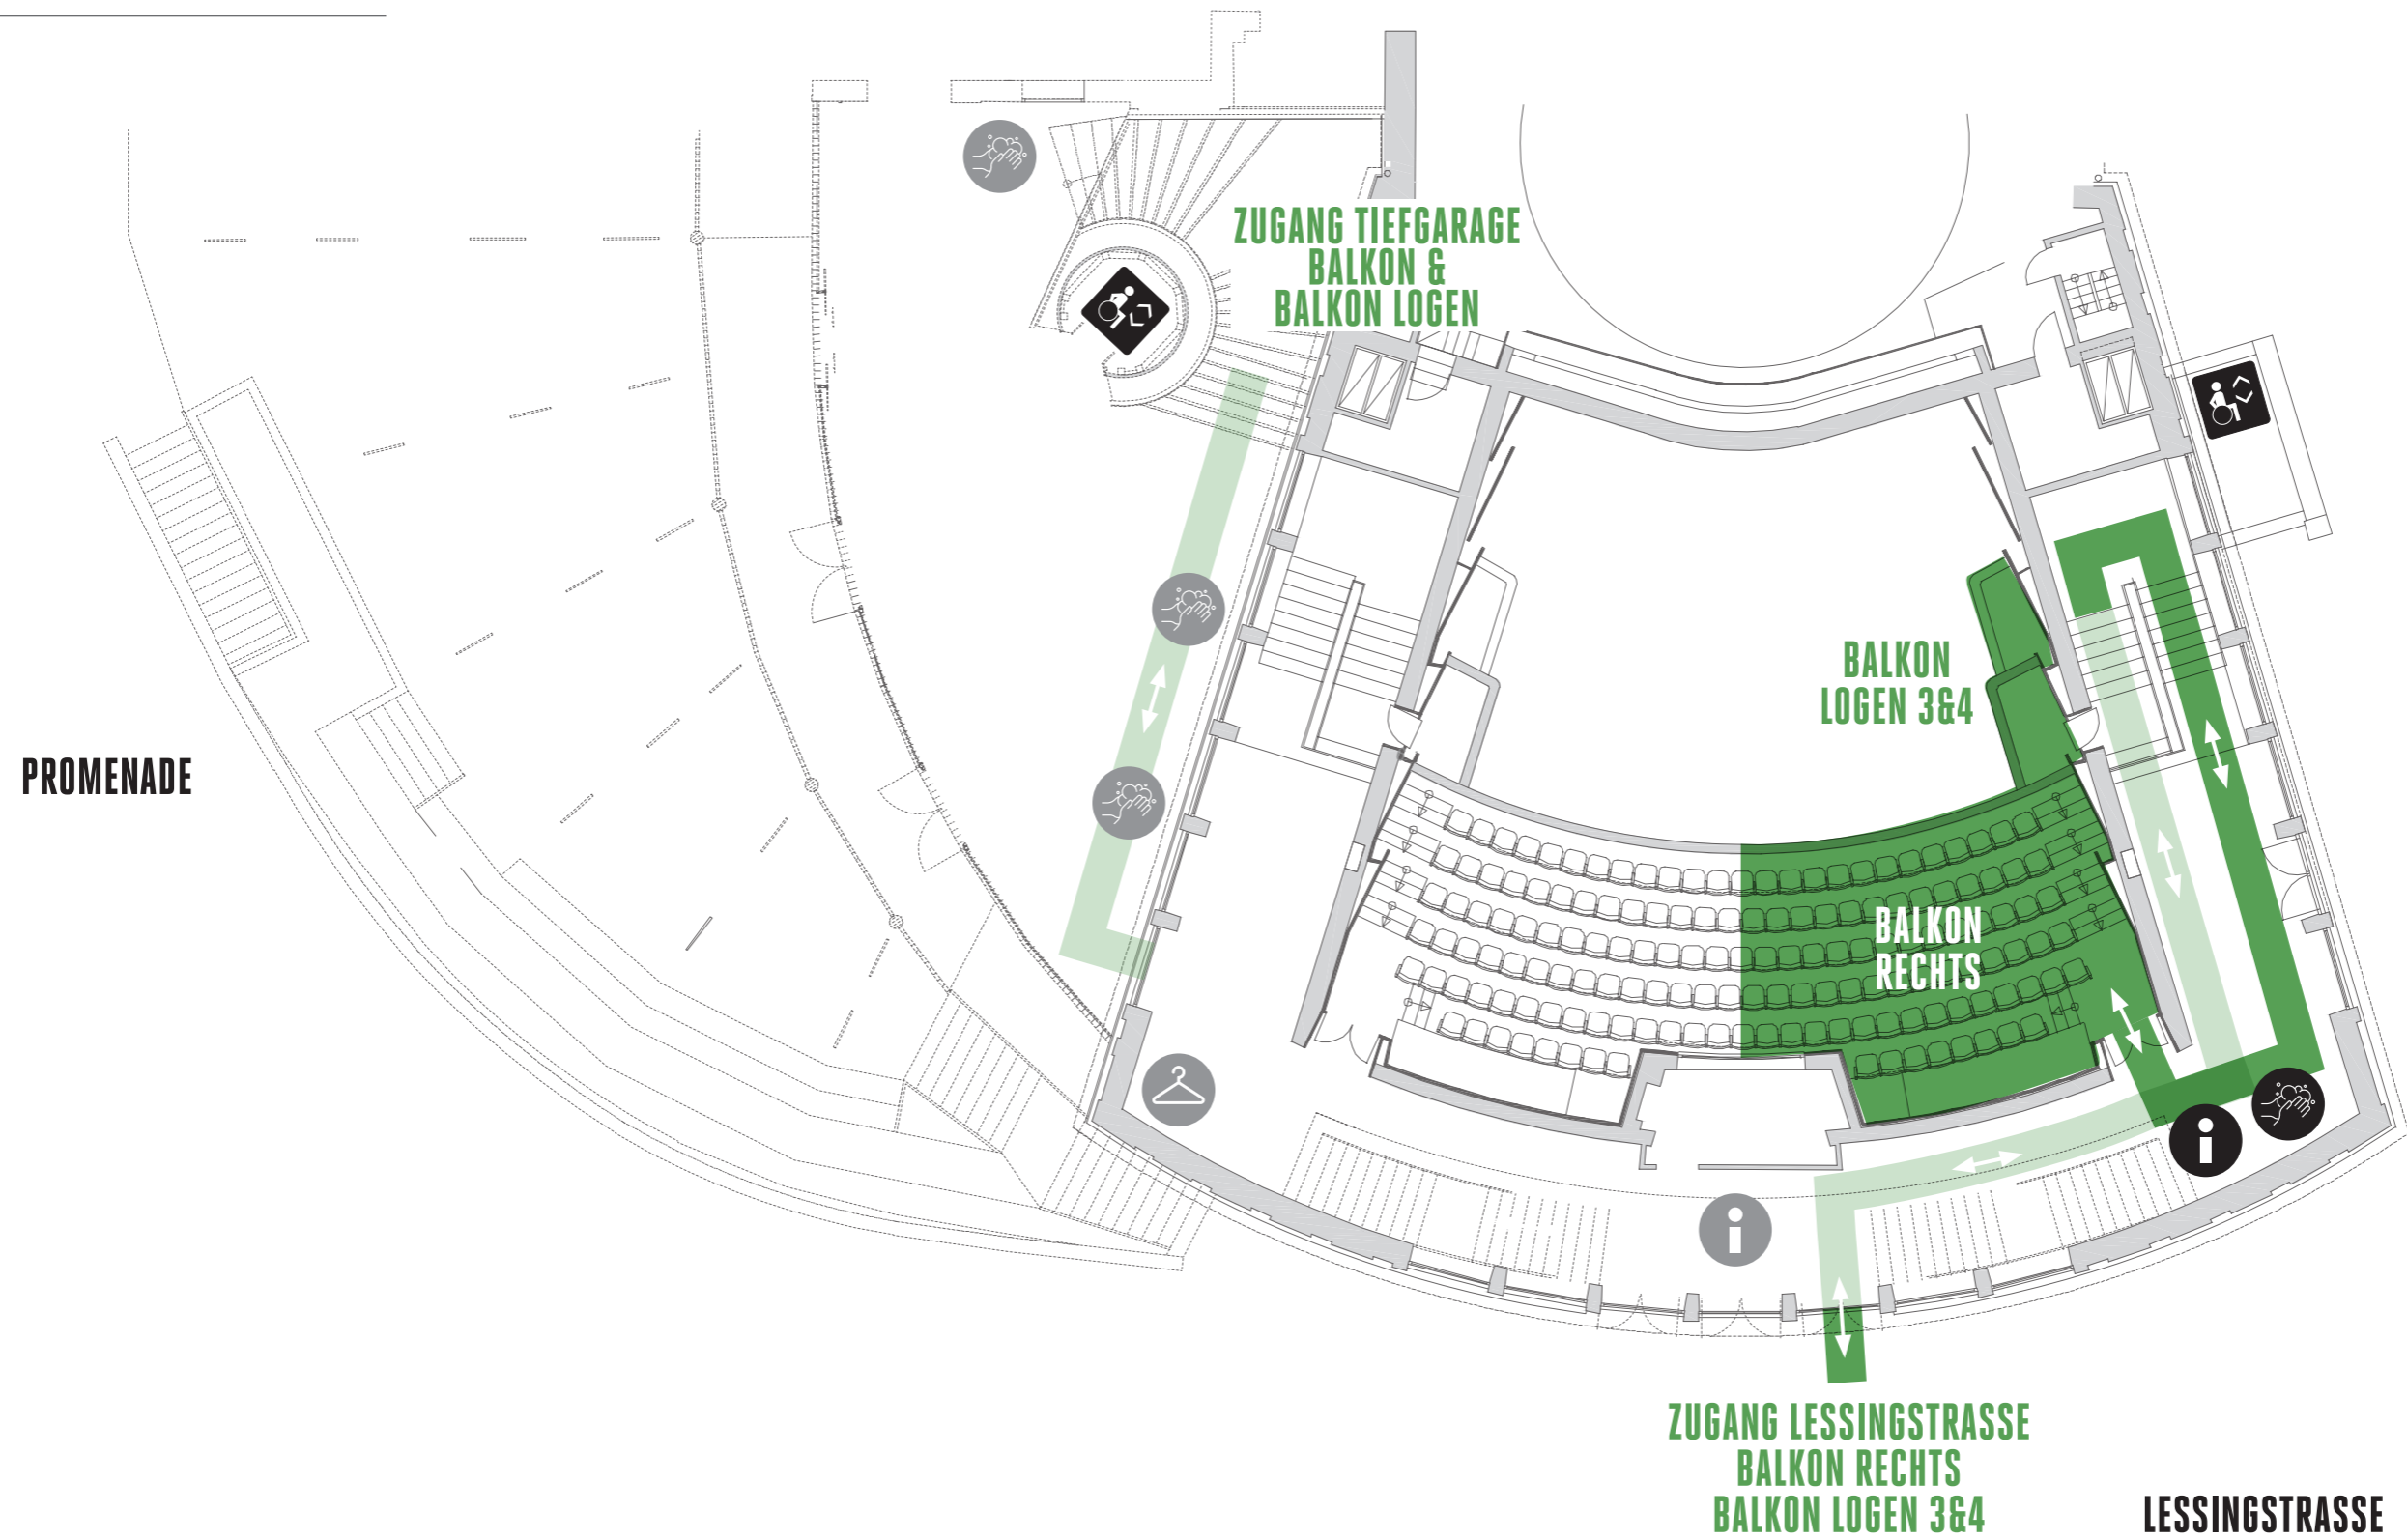 ZUGANG TIEFGARAGE
BALKON &
BALKON LOGEN
BALKON
LOGEN 3&4
PROMENADE
BALKON
RECHTS
i
i
ZUGANG LESSINGSTRASSE
BALKON RECHTS
BALKON LOGEN 3&4
LESSINGSTRASSE